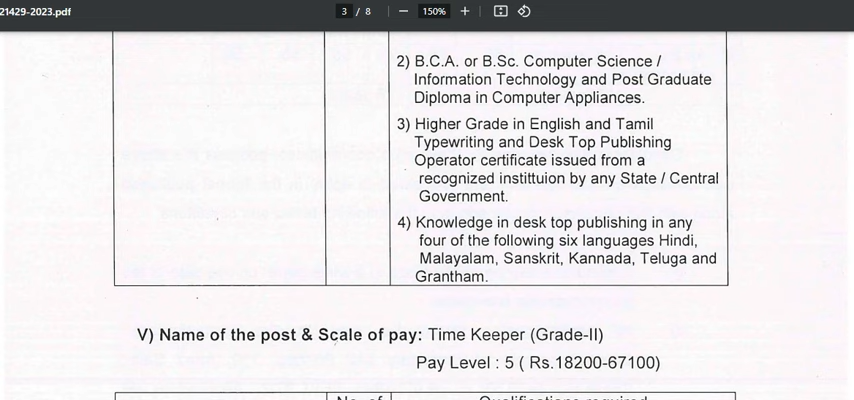 21429-2023.pdf
3 / 8
150%
2) B.C.A. or B.Sc. Computer Science /
Information Technology and Post Graduate
Diploma in Computer Appliances.
3) Higher Grade in English and Tamil
Typewriting and Desk Top Publishing
Operator certificate issued from a
recognized instittuion by any State / Central
Government.
4) Knowledge in desk top publishing in any
four of the following six languages Hindi,
Malayalam, Sanskrit, Kannada, Teluga and
Grantham.
V) Name of the post & Scale of pay: Time Keeper (Grade-II)
Pay Level : 5 ( Rs.18200-67100)
No. of
Qualifications required